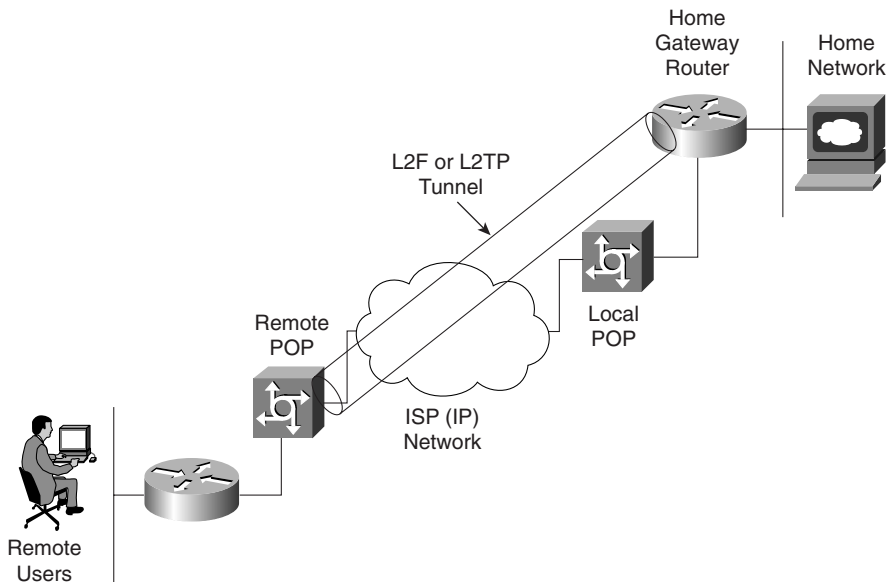 Home
Gateway
Router
Home
Network
L2F or L2TP
Tunnel
Local
POP
Remote
POP
ISP (IP)
Network
Remote
Users